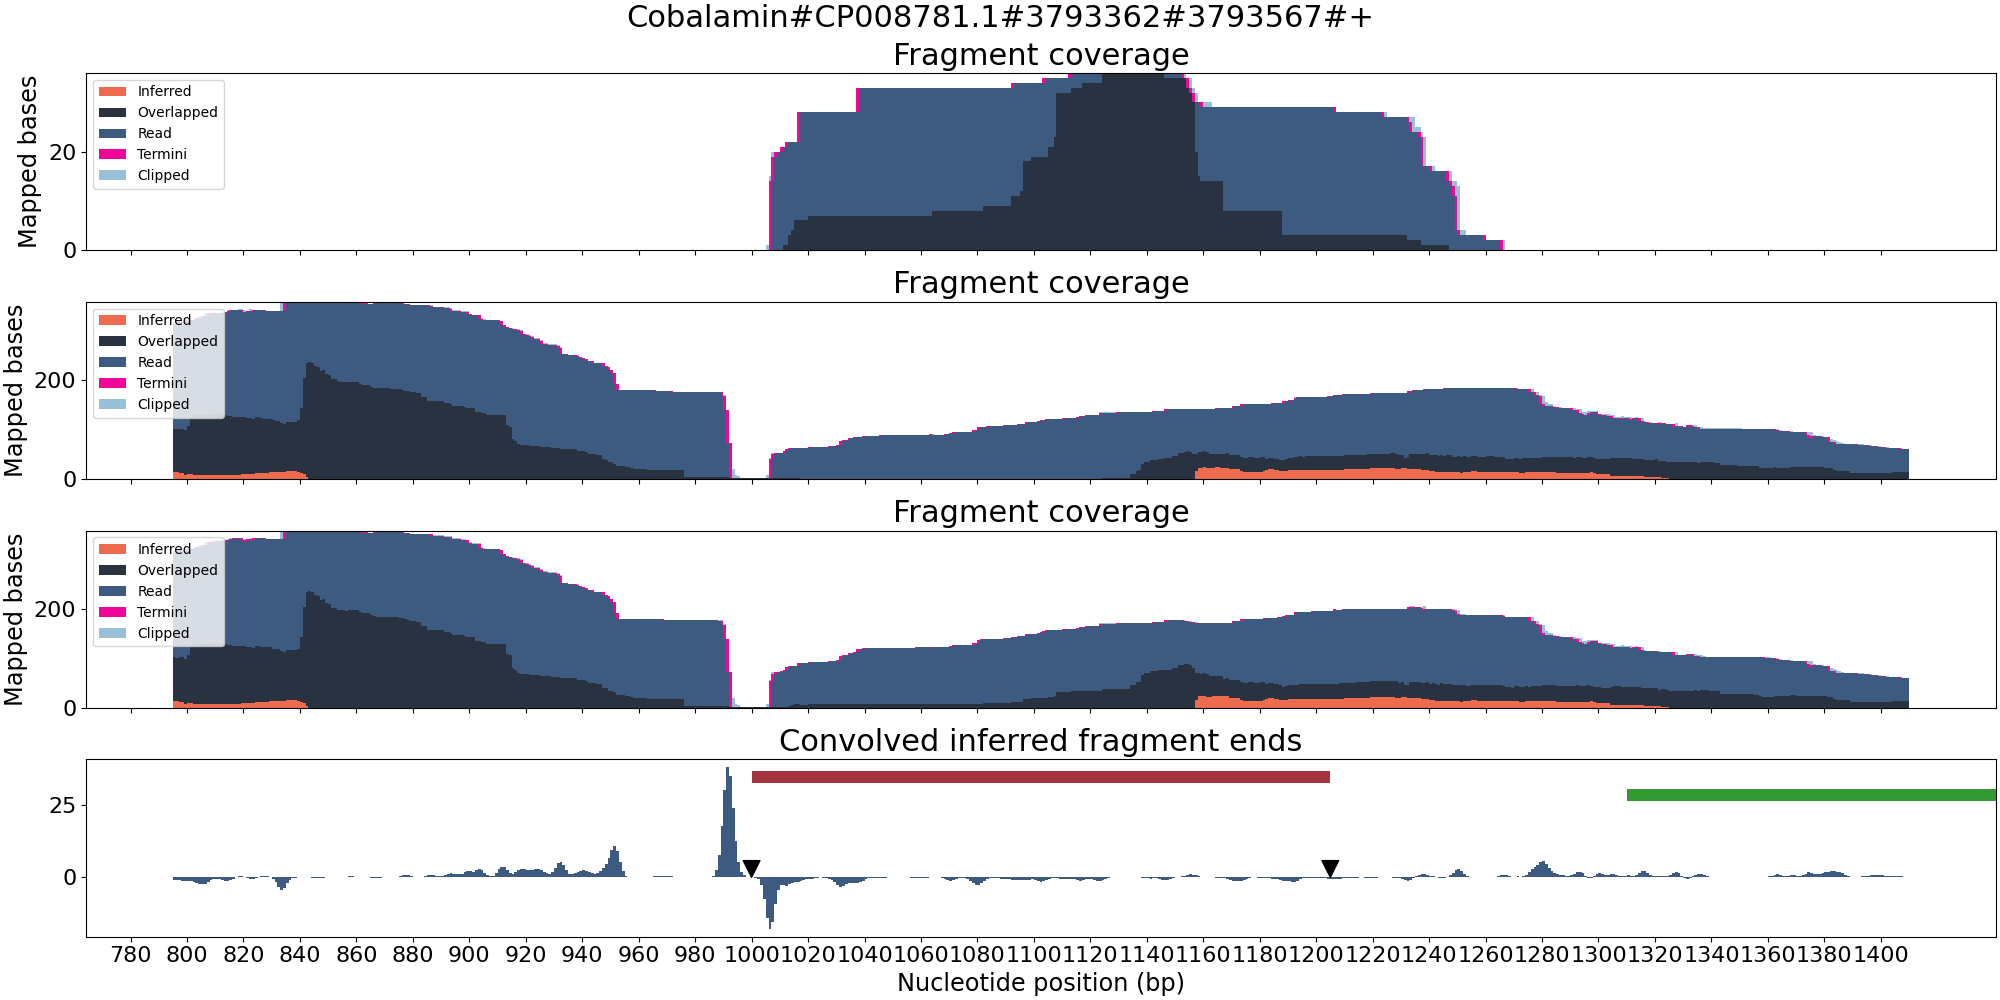 Cobalamin#CP008781.1#3793362#3793567#+
Fragment coverage
Mapped bases
20
0
Inferred
Overlapped
Read
Termini
Clipped
Fragment coverage
Mapped bases
200
0
Inferred
Overlapped
Read
Termini
Clipped
Fragment coverage
Mapped bases
200
0
Inferred
Overlapped
Read
Termini
Clipped
Convolved inferred fragment ends
25
0
780 800 820 840 860 880 900 920 940 960 980 1000 1020 1040 1060 1080 1100 1120 1140 1160 1180 1200 1220 1240 1260 1280 1300 1320 1340 1360 1380 1400
Nucleotide position (bp)